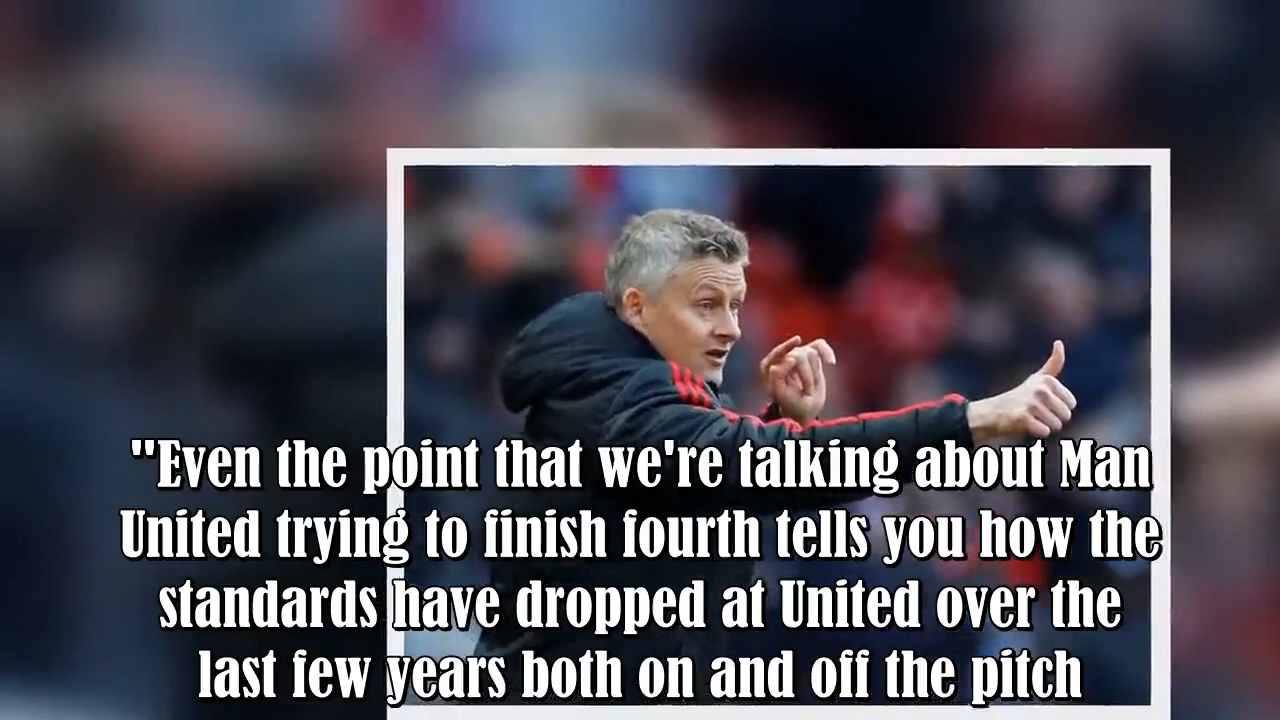 "Even the point that we're talking about Man
United trying to finish fourth tells you how the
standards have dropped at United over the
last few years both on and off the pitch